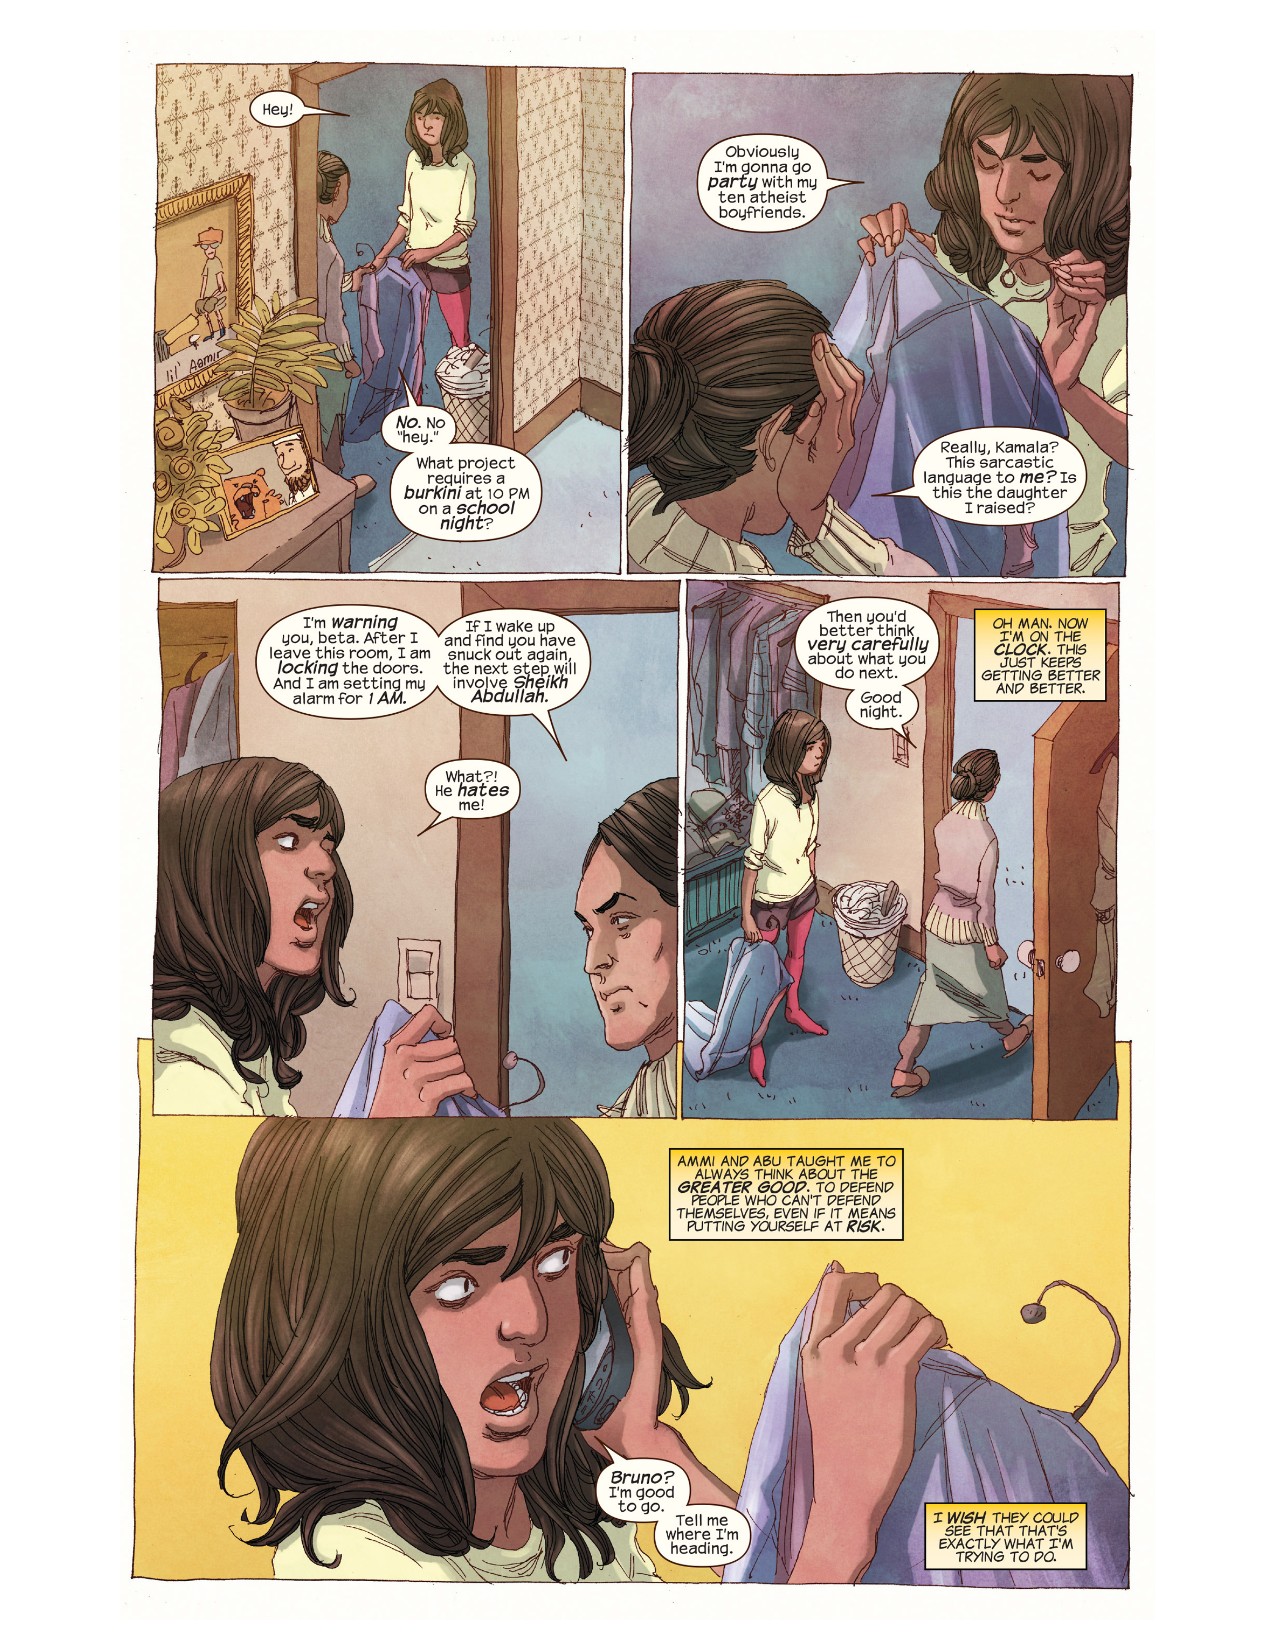 Hey!
lil' Aamir
No. No
"hey."
What project
requires a
burkini at 10 PM
on a school
night?
Obviously
I'm gonna go
party with my
ten atheist
boyfriends.
Really, Kamala?
This sarcastic
language to me? Is
this the daughter
I raised?
I'm warning
you, beta. After I
leave this room, I am
locking the doors.
And I am setting my
alarm for 1 AM.
If I wake up
and find you have
snuck out again,
the next step will
involve Sheikh
Abdullah.
What?!
He hates
me!
Then you'd
better think
very carefully
about what you
do next.
Good
night.
OH MAN. NOW
I'M ON THE
CLOCK. THIS
JUST KEEPS
GETTING BETTER
AND BETTER.
AMMI AND ABU TAUGHT ME TO
ALWAYS THINK ABOUT THE
GREATER GOOD. TO DEFEND
PEOPLE WHO CAN'T DEFEND
THEMSELVES, EVEN IF IT MEANS
PUTTING YOURSELF AT RISK.
Bruno?
I'm good
to go.
Tell me
where I'm
heading.
I WISH THEY COULD
SEE THAT THAT'S
EXACTLY WHAT I'M
TRYING TO DO.